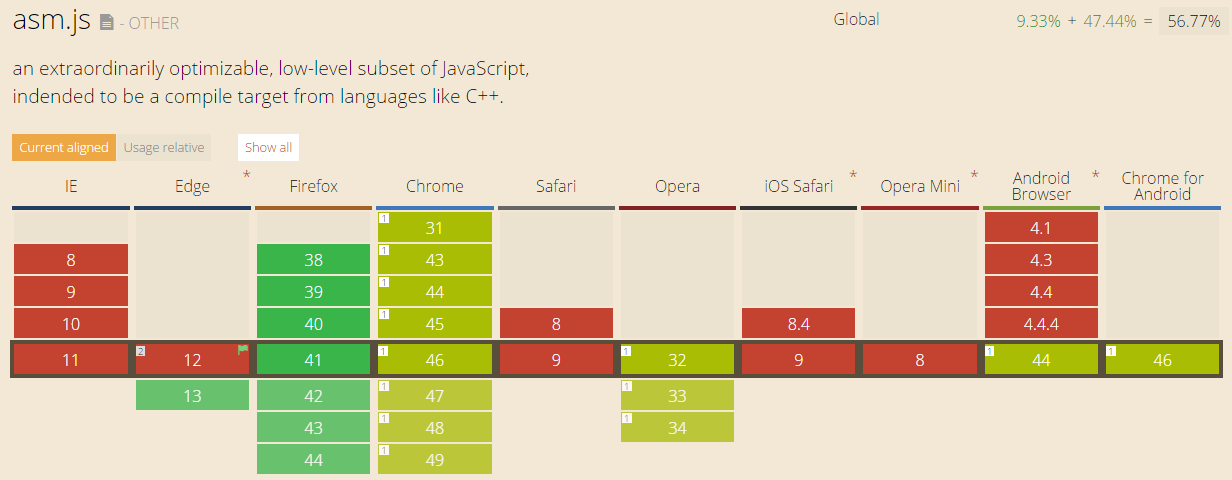 asm.js - OTHER
Global
9.33% + 47.44% = 56.77%
an extraordinarily optimizable, low-level subset of JavaScript,
indended to be a compile target from languages like C++.
Current aligned Usage relative Show all
IE Edge * Firefox Chrome Safari Opera iOS Safari * Opera Mini * Android Browser * Chrome for Android
1 31 4.1
8 38 1 43 4.3
9 39 1 44 4.4
10 40 1 45 8 8.4 4.4.4
11 2 12 41 1 46 9 1 32 9 8 1 44 1 46
13 42 1 47 1 33
43 1 48 1 34
44 1 49